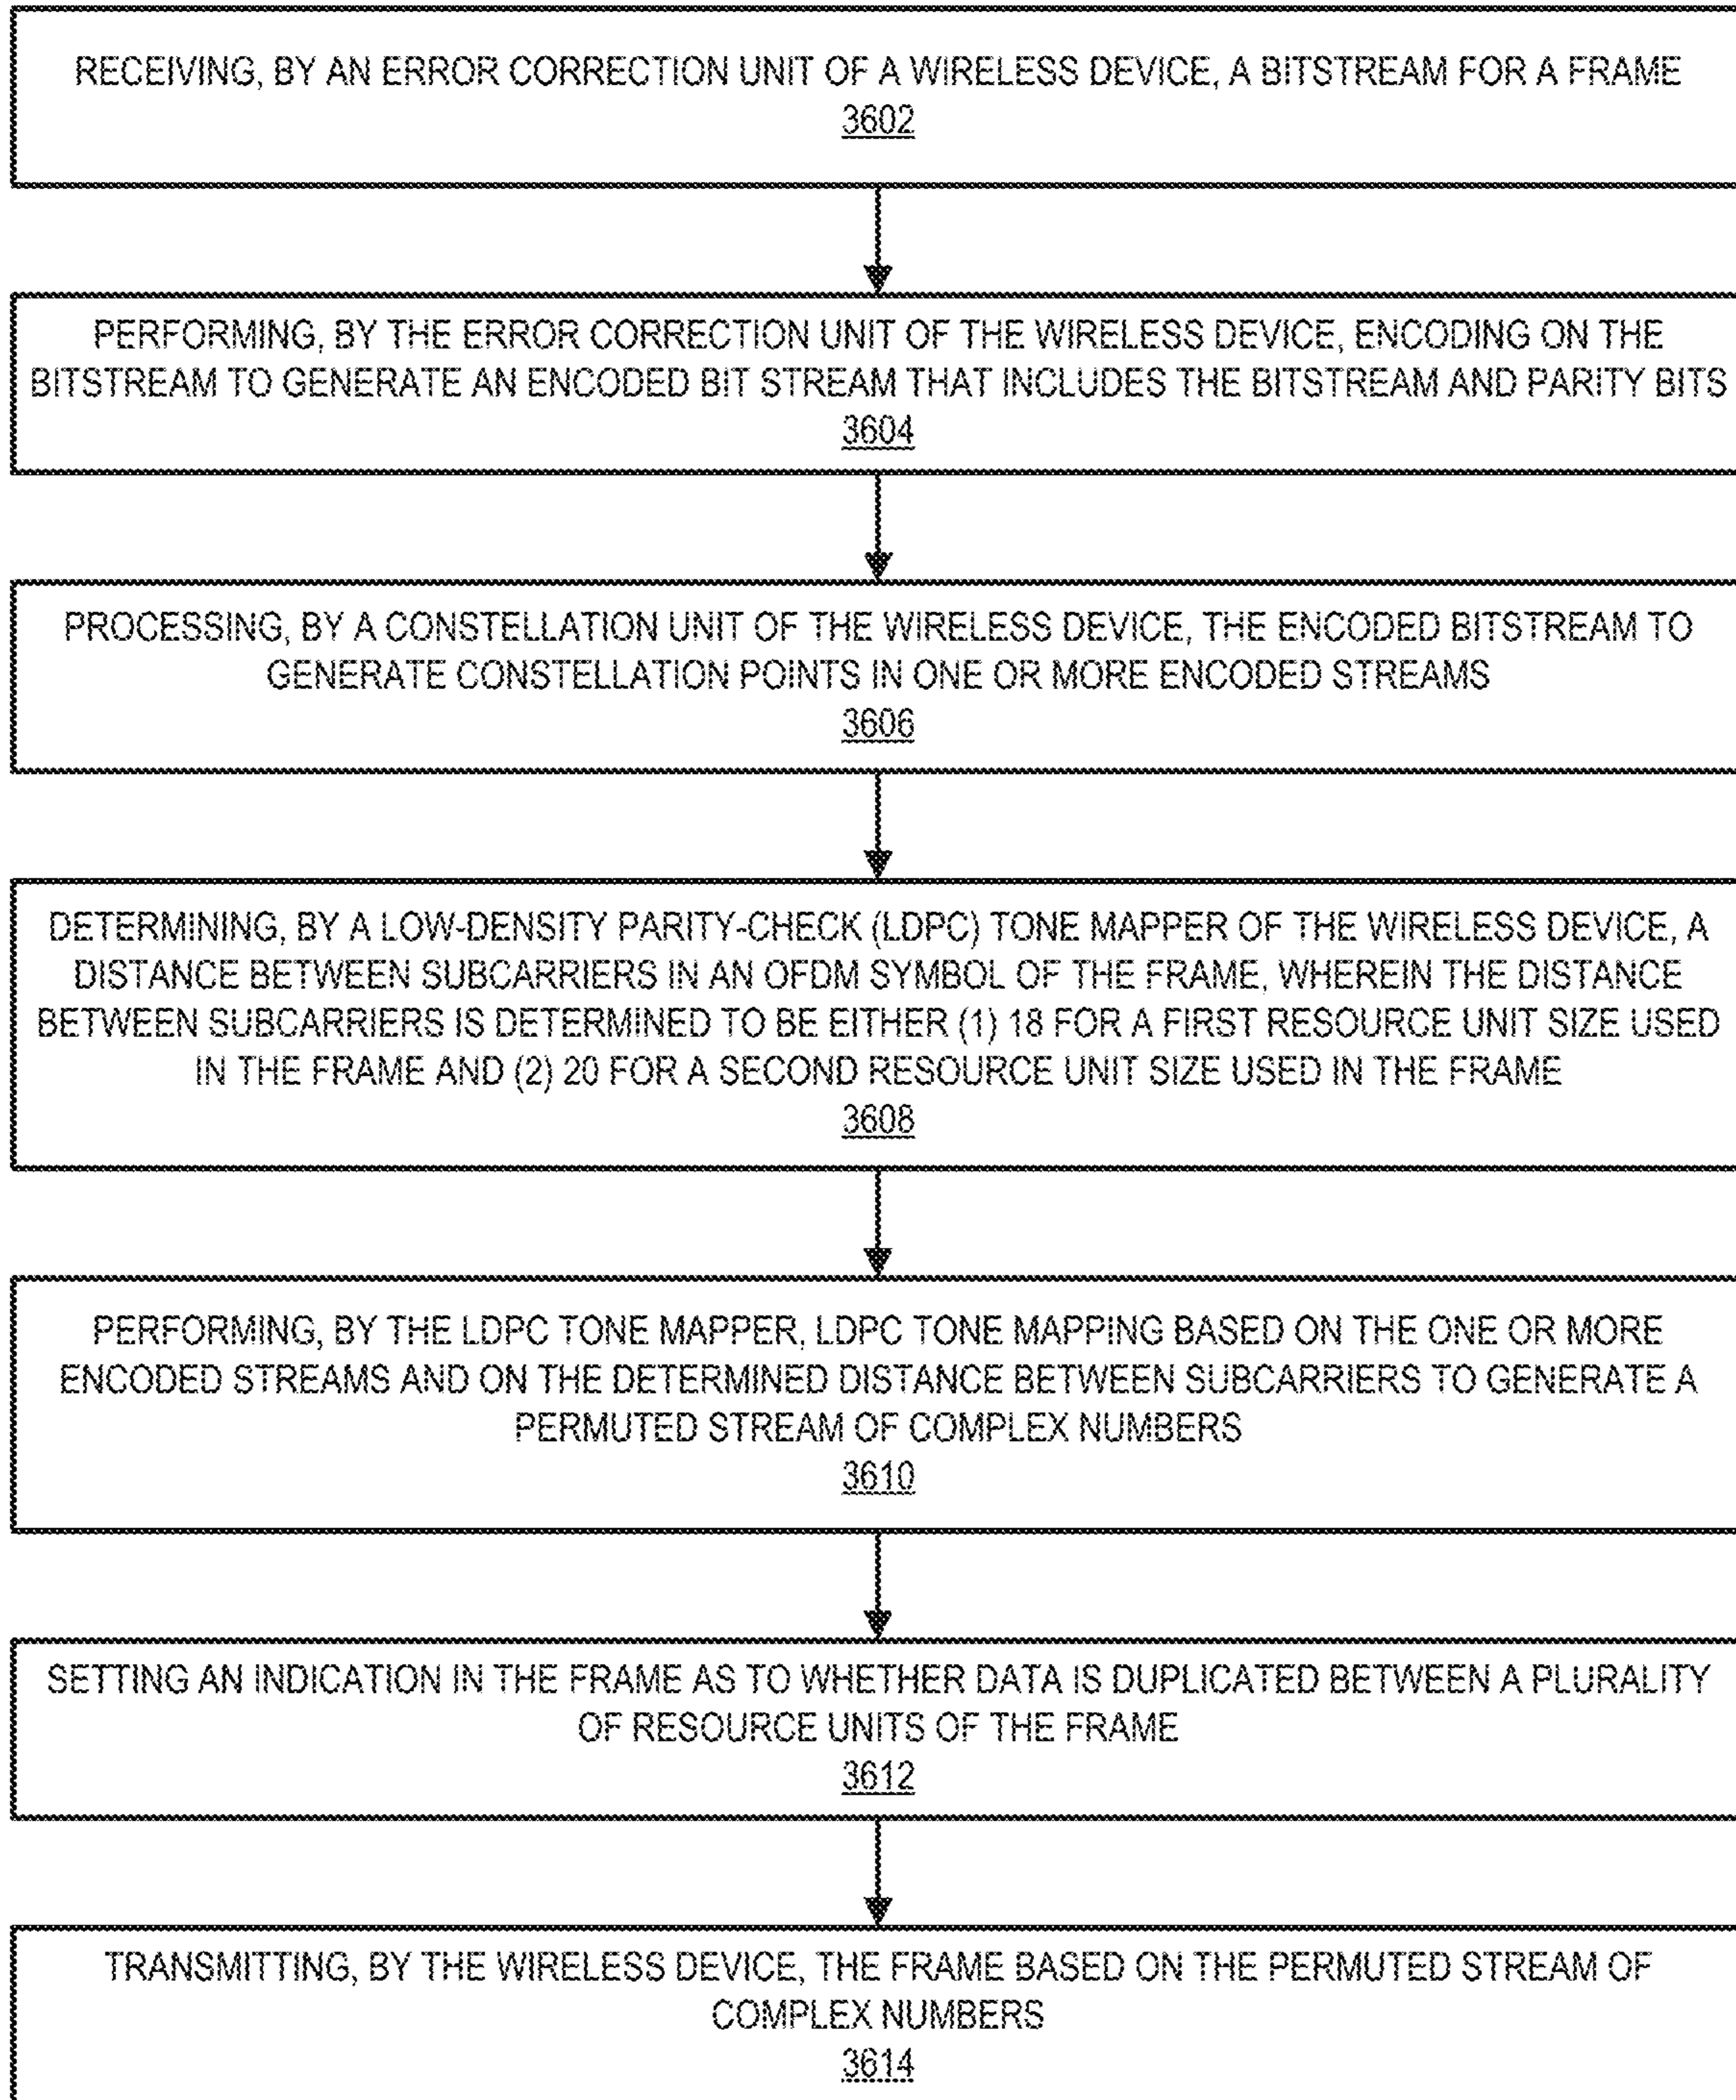 RECEIVING, BY AN ERROR CORRECTION UNIT OF A WIRELESS DEVICE, A BITSTREAM FOR A FRAME
3602
PERFORMING, BY THE ERROR CORRECTION UNIT OF THE WIRELESS DEVICE, ENCODING ON THE
BITSTREAM TO GENERATE AN ENCODED BIT STREAM THAT INCLUDES THE BITSTREAM AND PARITY BITS
3604
PROCESSING, BY A CONSTELLATION UNIT OF THE WIRELESS DEVICE, THE ENCODED BITSTREAM TO
GENERATE CONSTELLATION POINTS IN ONE OR MORE ENCODED STREAMS
3606
DETERMINING, BY A LOW-DENSITY PARITY-CHECK (LDPC) TONE MAPPER OF THE WIRELESS DEVICE, A
DISTANCE BETWEEN SUBCARRIERS IN AN OFDM SYMBOL OF THE FRAME, WHEREIN THE DISTANCE
BETWEEN SUBCARRIERS IS DETERMINED TO BE EITHER (1) 18 FOR A FIRST RESOURCE UNIT SIZE USED
IN THE FRAME AND (2) 20 FOR A SECOND RESOURCE UNIT SIZE USED IN THE FRAME
3608
PERFORMING, BY THE LDPC TONE MAPPER, LDPC TONE MAPPING BASED ON THE ONE OR MORE
ENCODED STREAMS AND ON THE DETERMINED DISTANCE BETWEEN SUBCARRIERS TO GENERATE A
PERMUTED STREAM OF COMPLEX NUMBERS
3610
SETTING AN INDICATION IN THE FRAME AS TO WHETHER DATA IS DUPLICATED BETWEEN A PLURALITY
OF RESOURCE UNITS OF THE FRAME
3612
TRANSMITTING, BY THE WIRELESS DEVICE, THE FRAME BASED ON THE PERMUTED STREAM OF
COMPLEX NUMBERS
3614